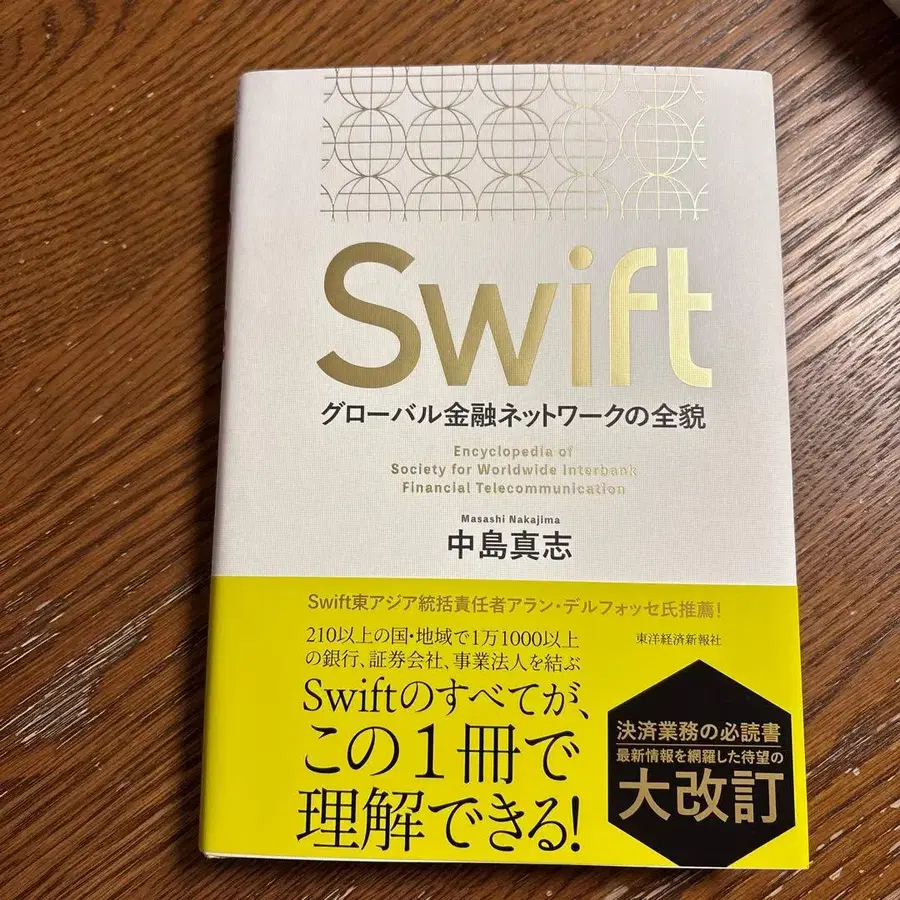 Swift
グローバル金融ネットワークの全貌
Encyclopedia of
Society for Worldwide Interbank
Financial Telecommunication
Masashi Nakajima
中島真志
Swift東アジア統括責任者アラン・デルフォッセ氏推薦!
210以上の国・地域で1万1000以上
の銀行、証券会社、事業法人を結ぶ
Swiftのすべてが、
この1冊で
理解できる!
東洋経済新報社
決済業務の必読書
最新情報を網羅した待望の
大改訂